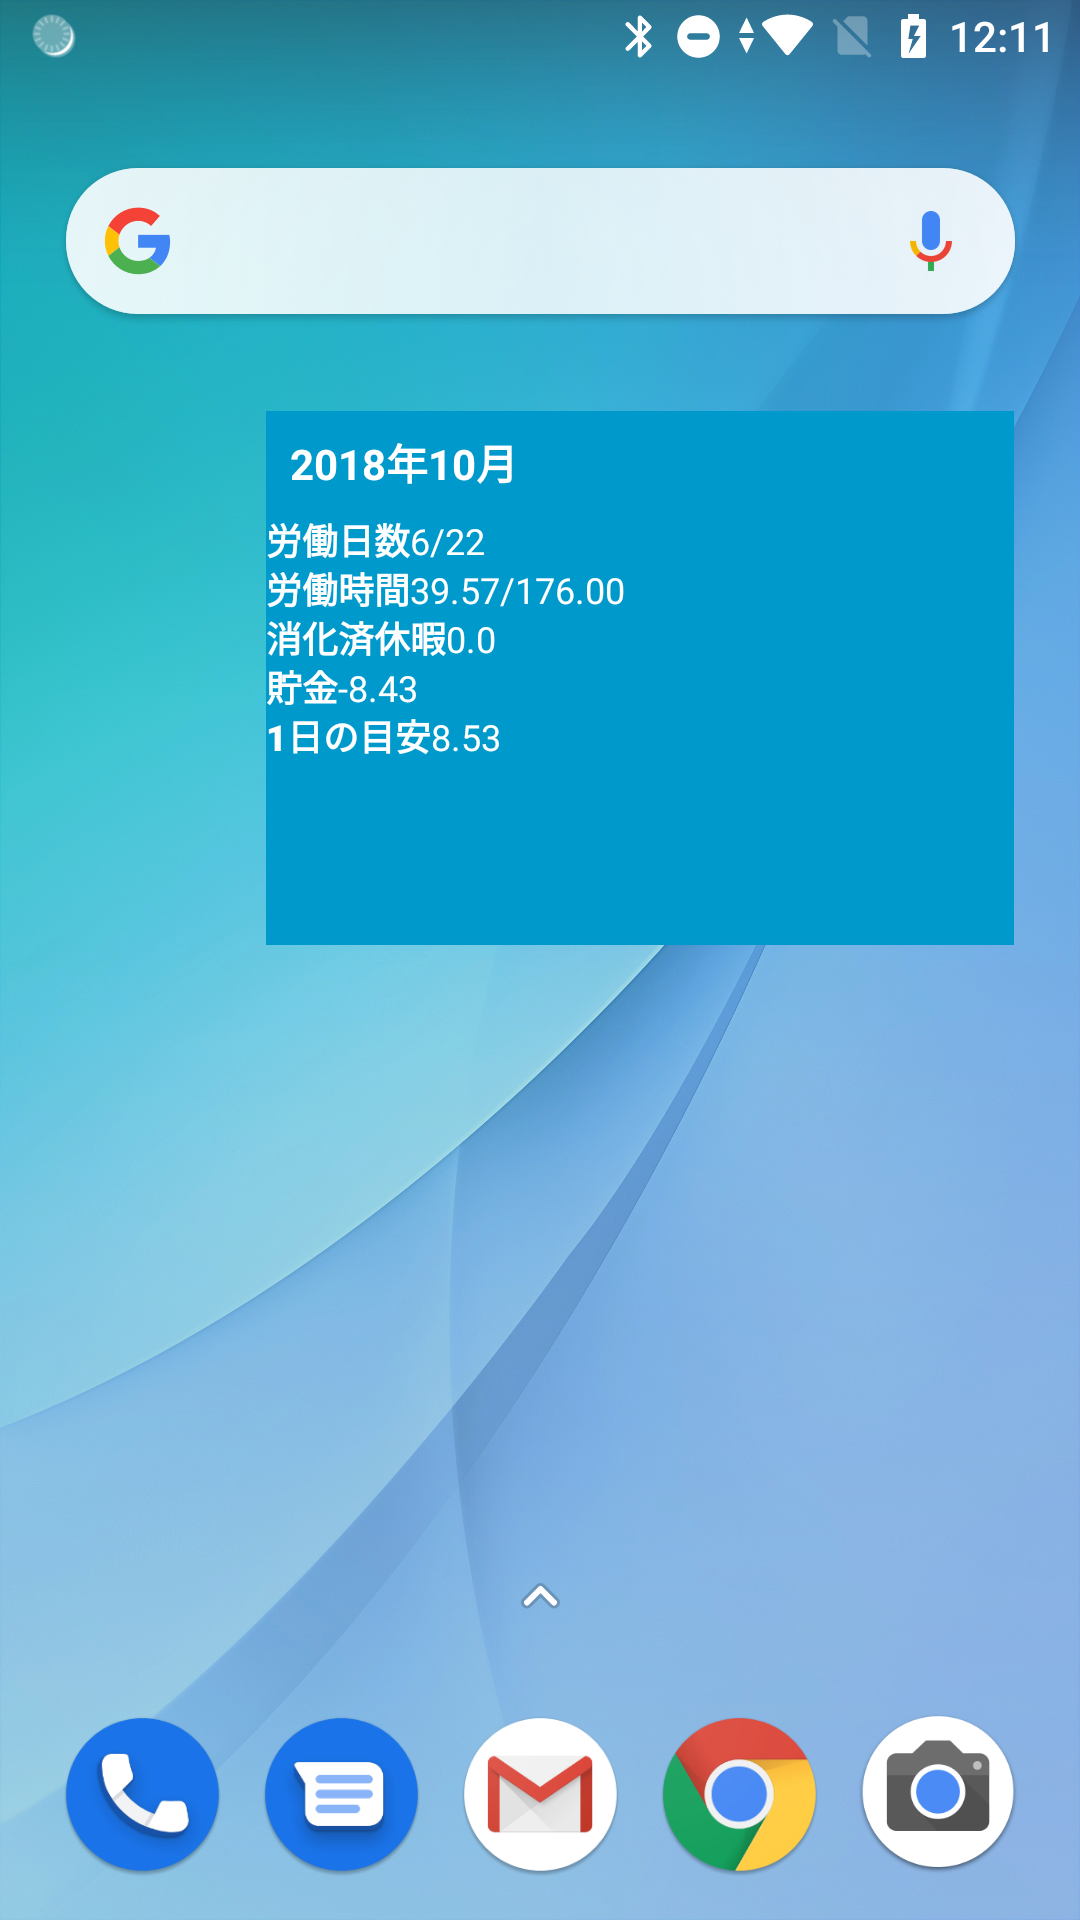 12:11
2018年10月
労働日数6/22
労働時間39.57/176.00
消化済休暇0.0
貯金-8.43
1日の目安8.53